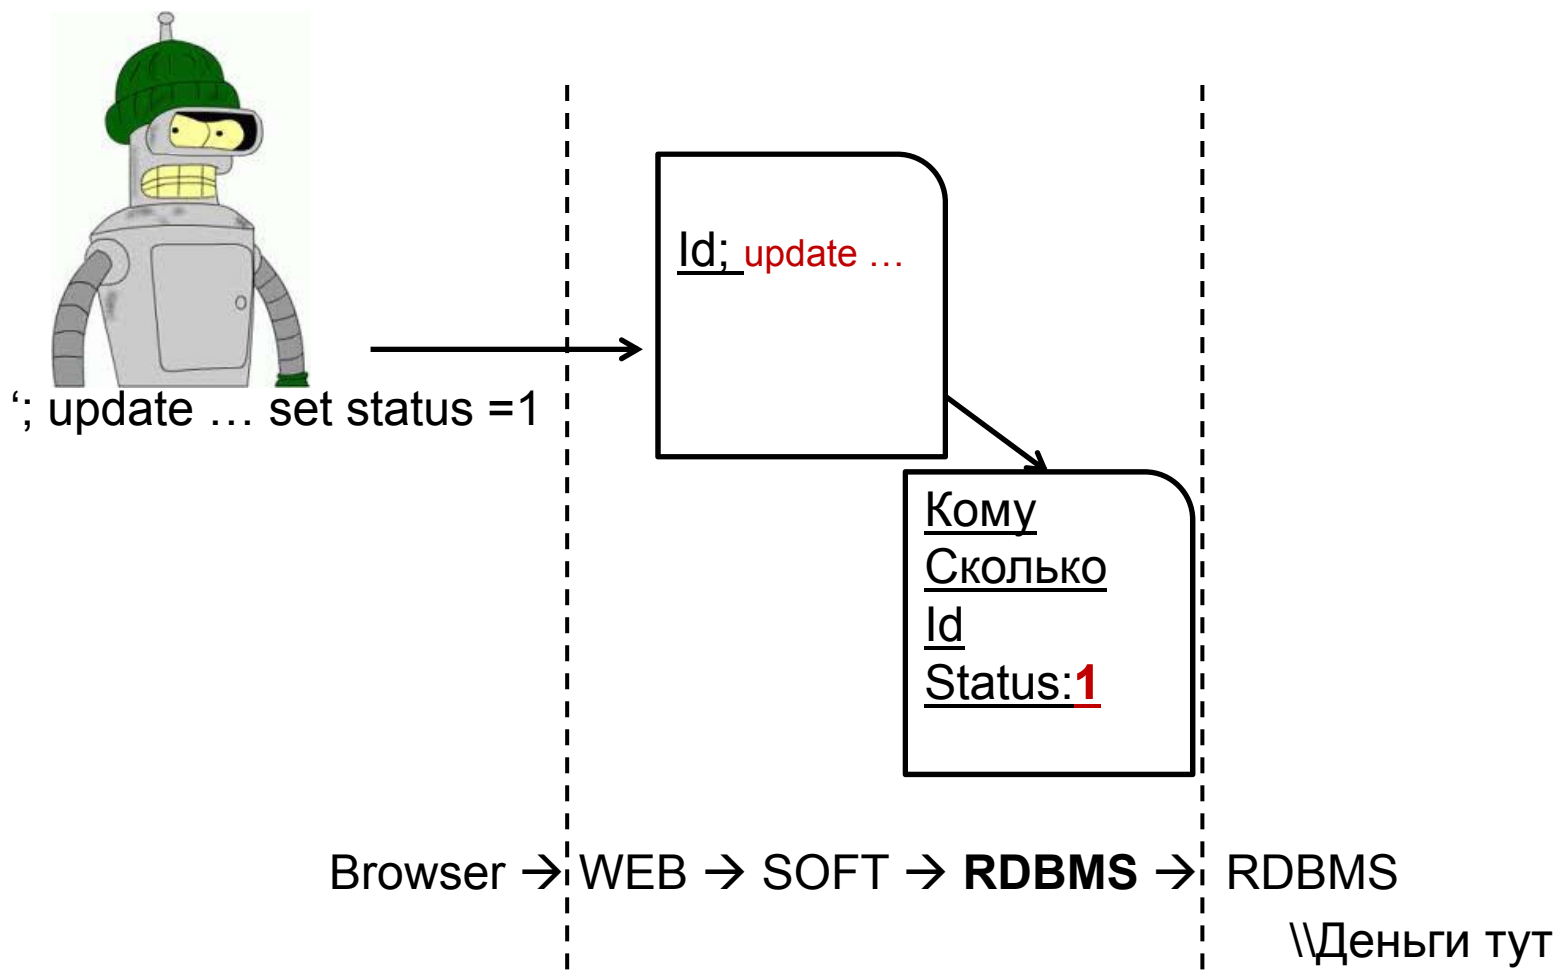 Id; update …
‘; update … set status =1
Кому
Сколько
Id
Status:1
Browser → WEB → SOFT → RDBMS → RDBMS
\\Деньги тут